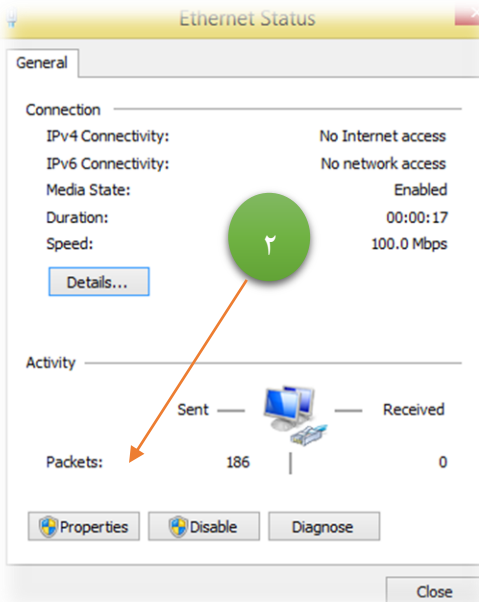 Ethernet Status
General
Connection
IPv4 Connectivity: No Internet access
IPv6 Connectivity: No network access
Media State: Enabled
Duration: 00:00:17
Speed: 100.0 Mbps
۲
Details...
Activity
Sent Received
Packets: 186 0
Properties Disable Diagnose
Close